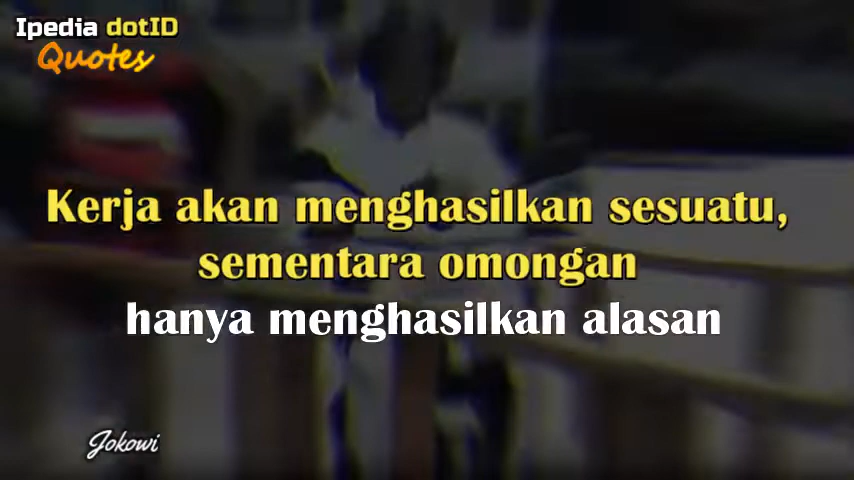 Ipedia dotID
Quotes
Kerja akan menghasilkan sesuatu,
sementara omongan
hanya menghasilkan alasan
Jokowi